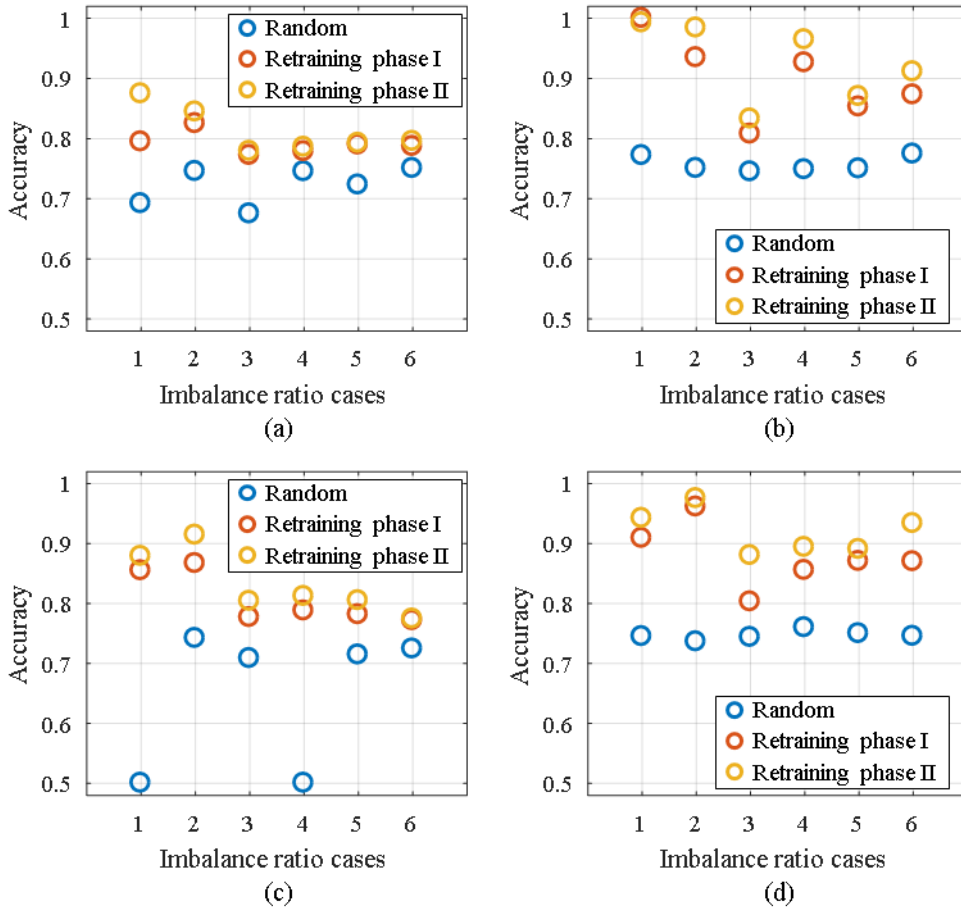 1
0.9
0.8
0.7
0.6
0.5
Accuracy
Random
Retraining phase I
Retraining phase II
1 2 3 4 5 6
Imbalance ratio cases
(a)
1
0.9
0.8
0.7
0.6
0.5
Accuracy
Random
Retraining phase I
Retraining phase II
1 2 3 4 5 6
Imbalance ratio cases
(b)
1
0.9
0.8
0.7
0.6
0.5
Accuracy
Random
Retraining phase I
Retraining phase II
1 2 3 4 5 6
Imbalance ratio cases
(c)
1
0.9
0.8
0.7
0.6
0.5
Accuracy
Random
Retraining phase I
Retraining phase II
1 2 3 4 5 6
Imbalance ratio cases
(d)